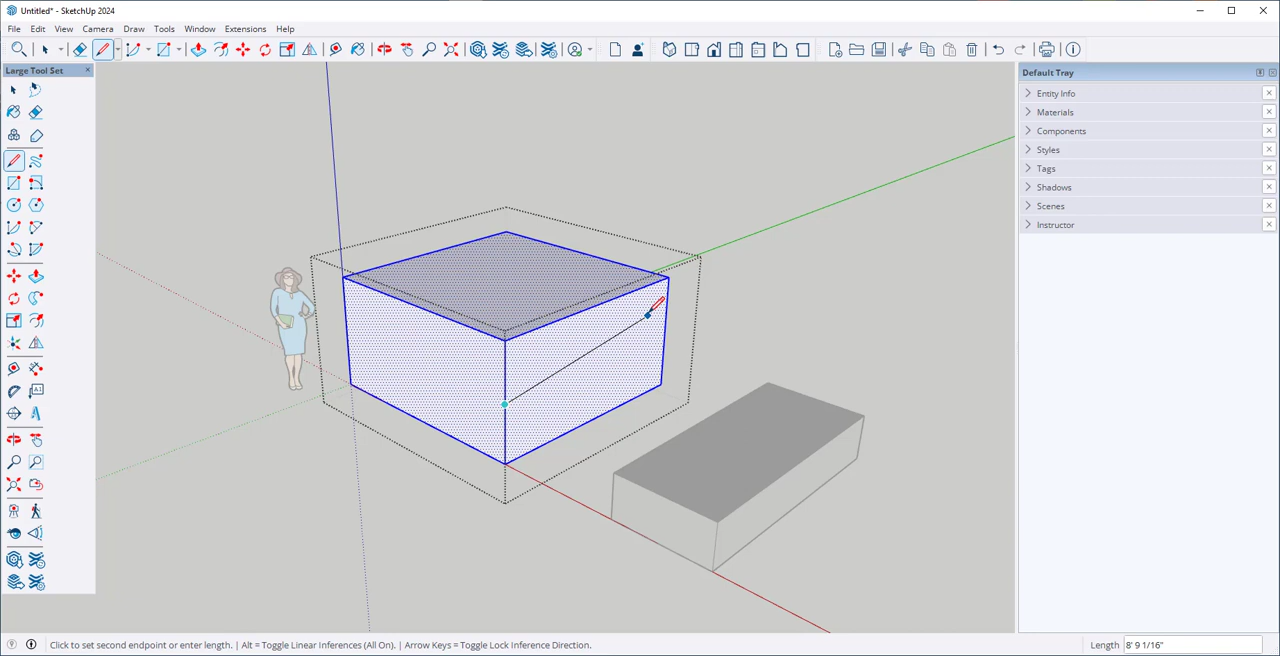 Untitled* - SketchUp 2024
File Edit View Camera Draw Tools Window Extensions Help
Large Tool Set
Default Tray
Entity Info
Materials
Components
Styles
Tags
Shadows
Scenes
Instructor
Click to set second endpoint or enter length. | Alt = Toggle Linear Inferences (All On). | Arrow Keys = Toggle Lock Inference Direction.
Length 8' 9 1/16"